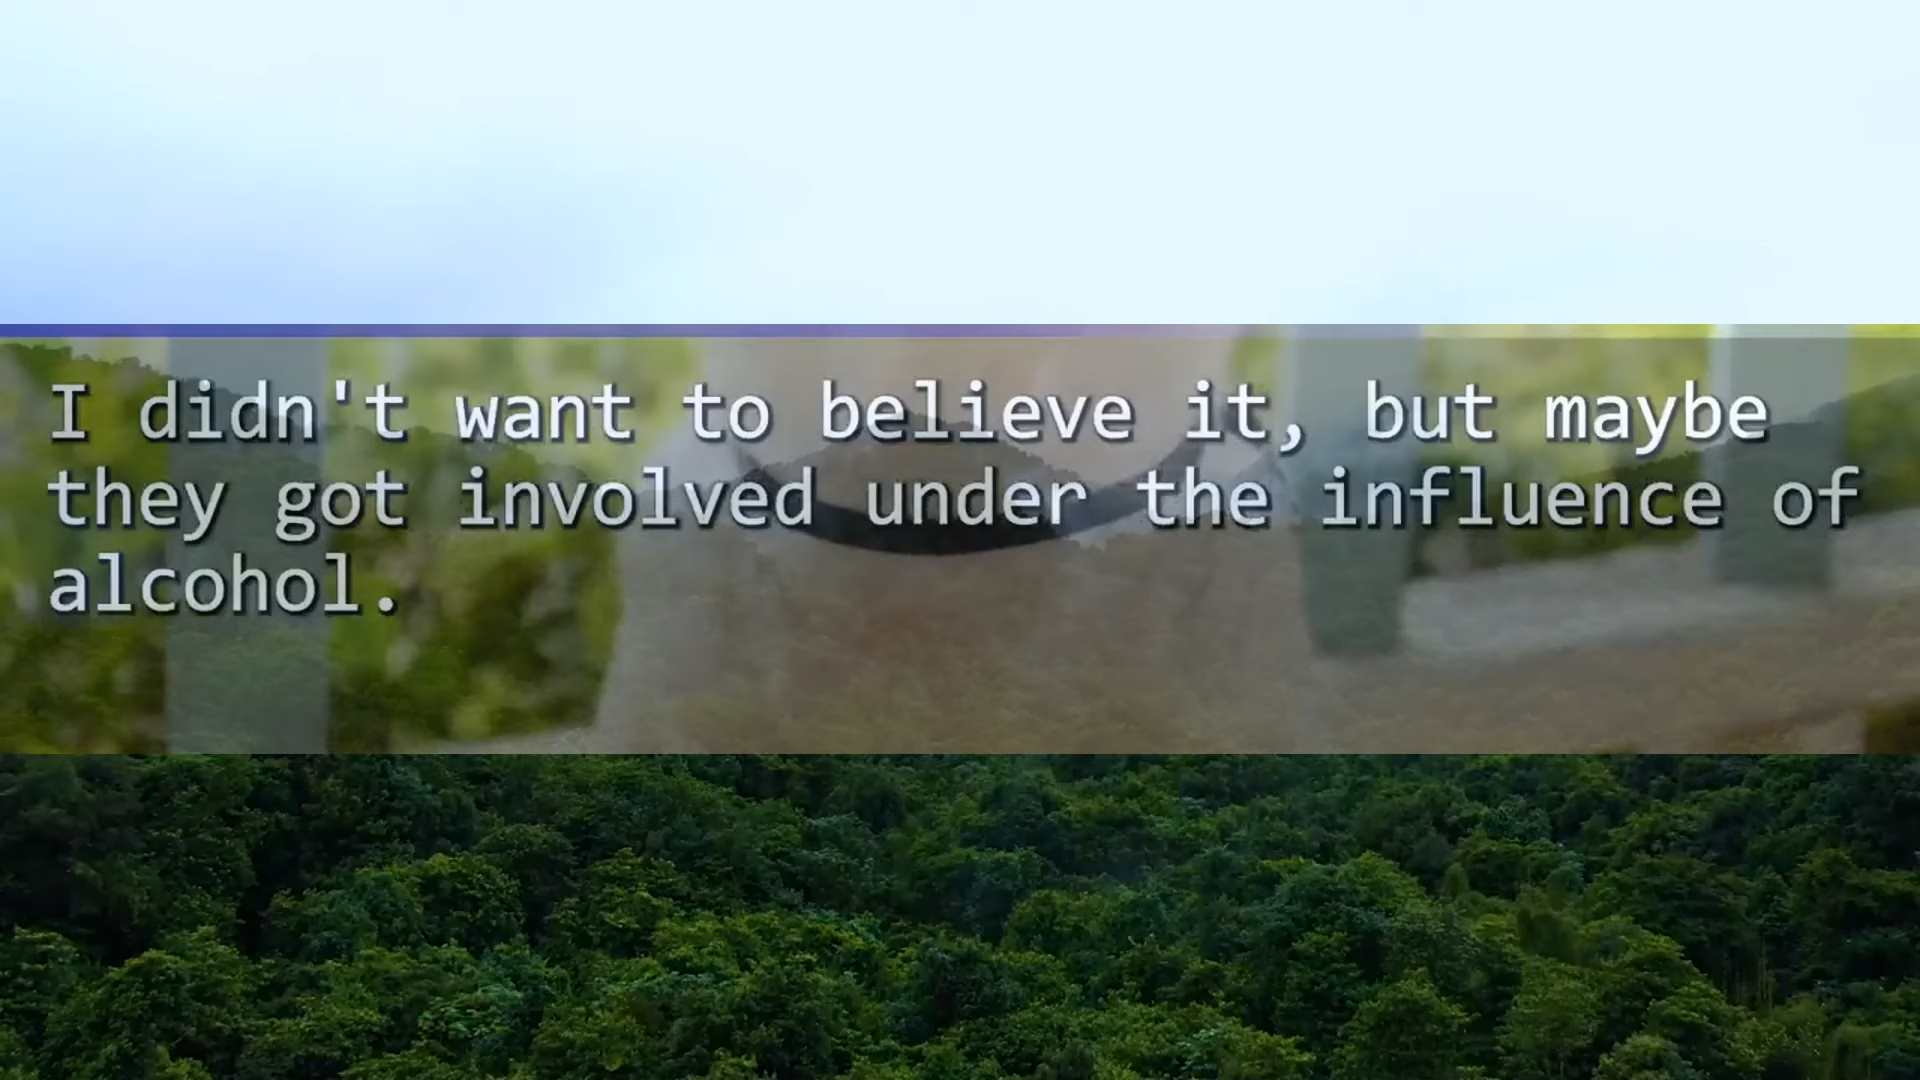 I didn't want to believe it, but maybe
they got involved under the influence of
alcohol.